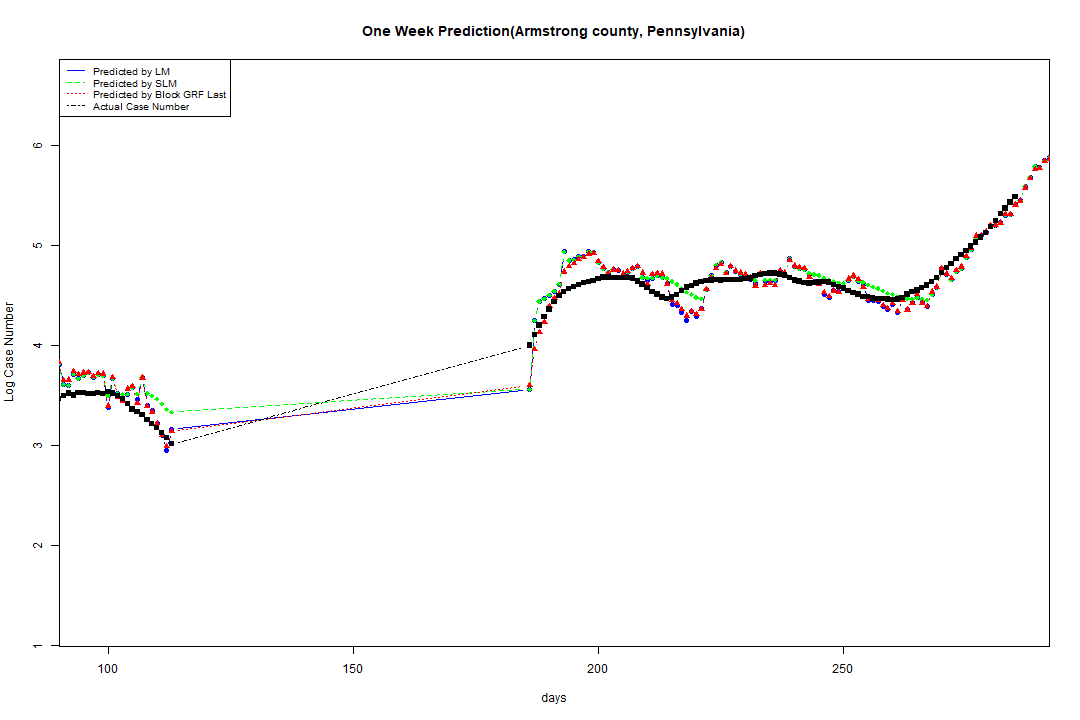 One Week Prediction(Armstrong county, Pennsylvania)
Predicted by LM
Predicted by SLM
Predicted by Block GRF Last
Actual Case Number
6
5
4
3
2
1
Log Case Number
100 150 200 250
days